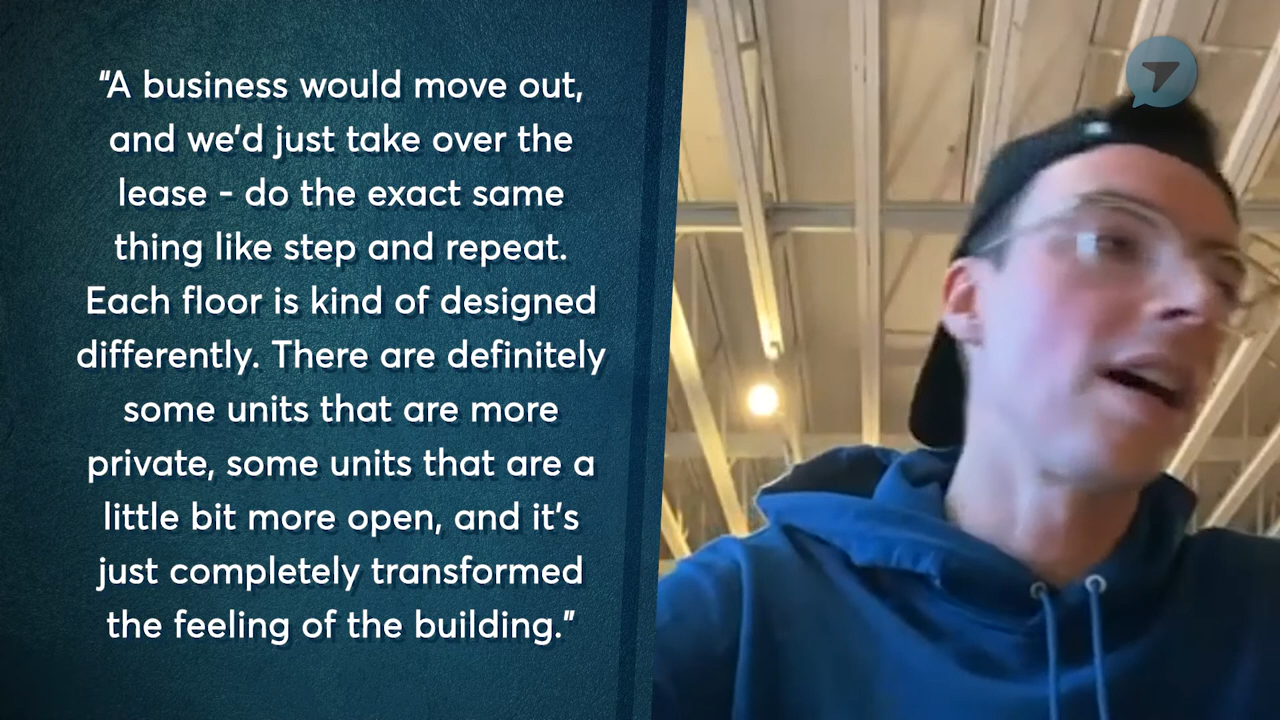 "A business would move out,
and we'd just take over the
lease - do the exact same
thing like step and repeat.
Each floor is kind of designed
differently. There are definitely
some units that are more
private, some units that are a
little bit more open, and it's
just completely transformed
the feeling of the building."